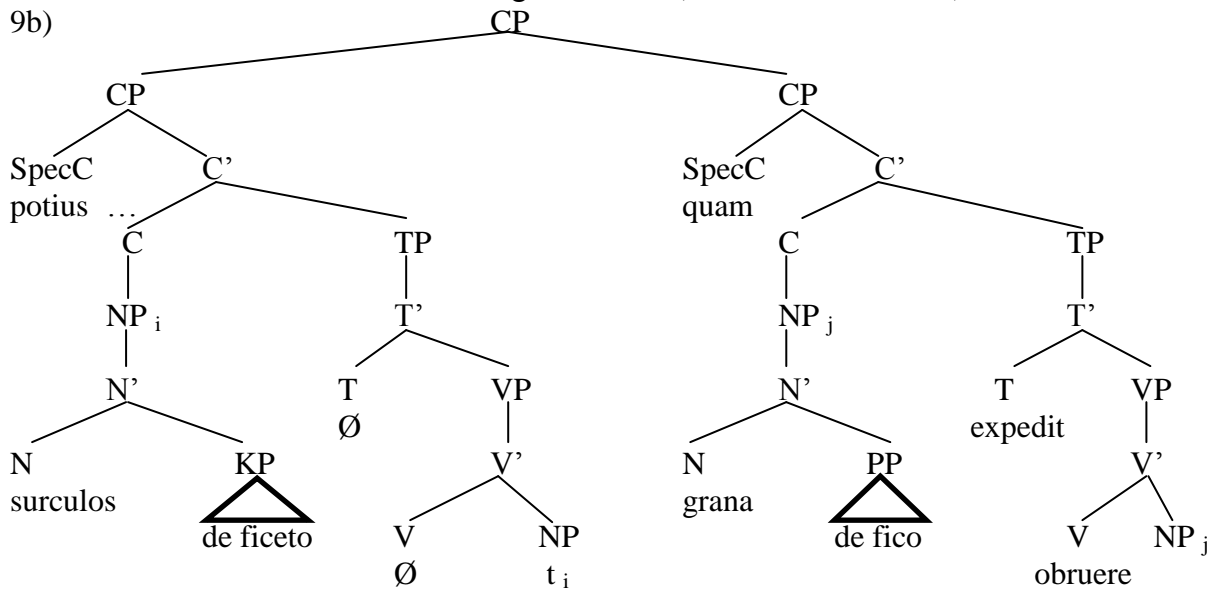 9b) CP
CP CP
SpecC C’ SpecC C’
potius … quam
C TP C TP
NP i T’ NP j T’
N’ T VP N’ T VP
Ø expedit
N KP V’ N PP V’
surculos grana
de ficeto V NP de fico V NP j
Ø t i obruere